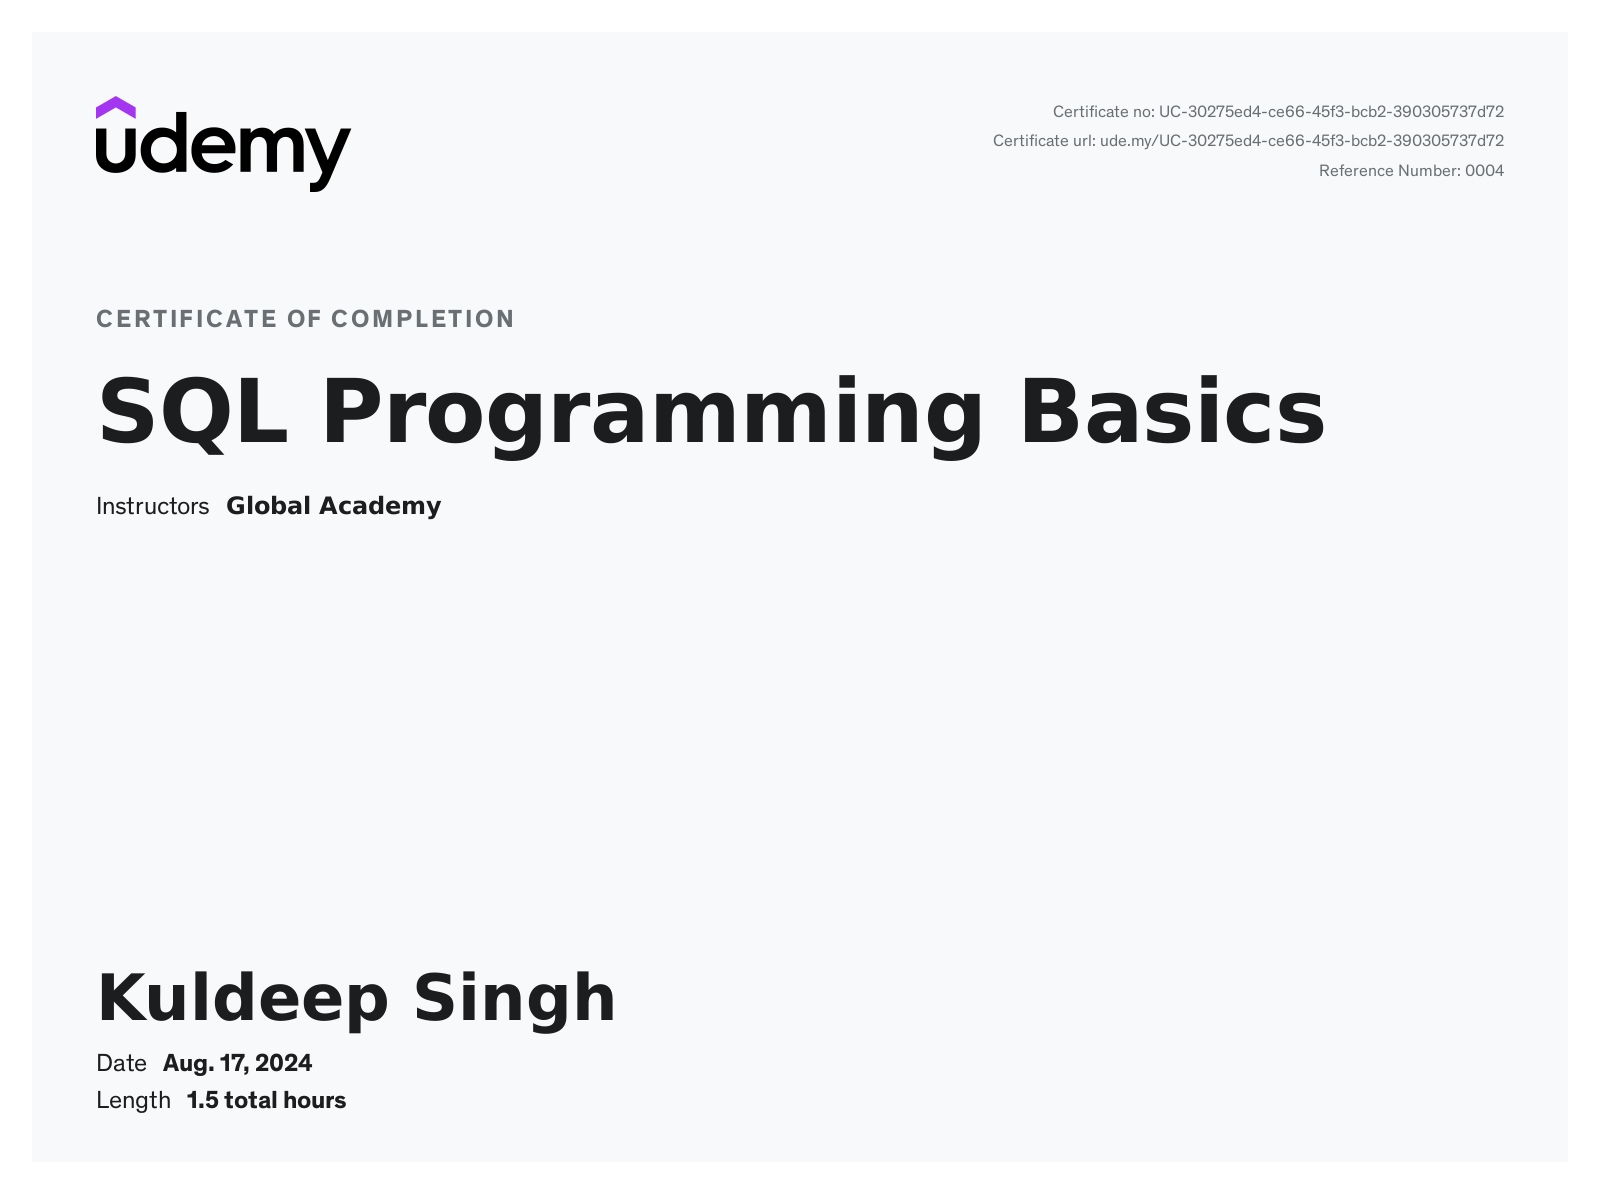 udemy
Certificate no: UC-30275ed4-ce66-45f3-bcb2-390305737d72
Certificate url: ude.my/UC-30275ed4-ce66-45f3-bcb2-390305737d72
Reference Number: 0004
CERTIFICATE OF COMPLETION
SQL Programming Basics
Instructors Global Academy
Kuldeep Singh
Date Aug. 17, 2024
Length 1.5 total hours